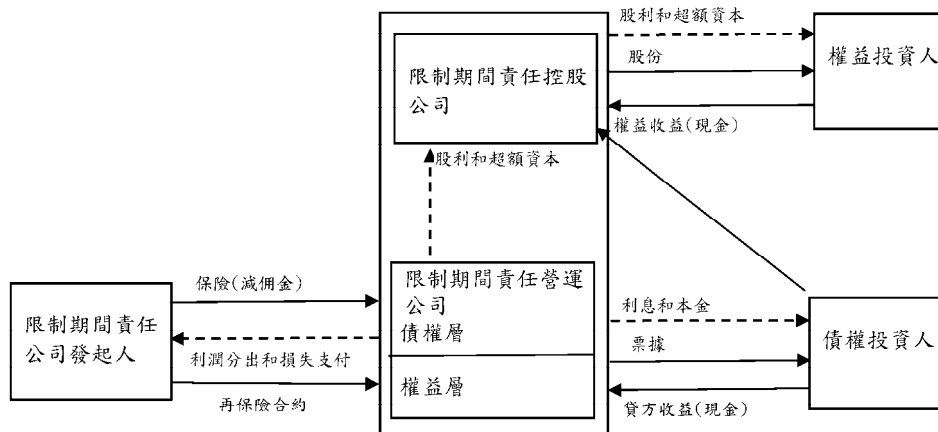 股利和超額資本
權益投資人
限制期間責任控股
公司
股份
權益收益(現金)
股利和超額資本
限制期間責任營運
公司
債權層
權益層
保險(減佣金)
限制期間責任
公司發起人
利潤分出和損失支付
再保險合約
利息和本金
債權投資人
票據
貸方收益(現金)